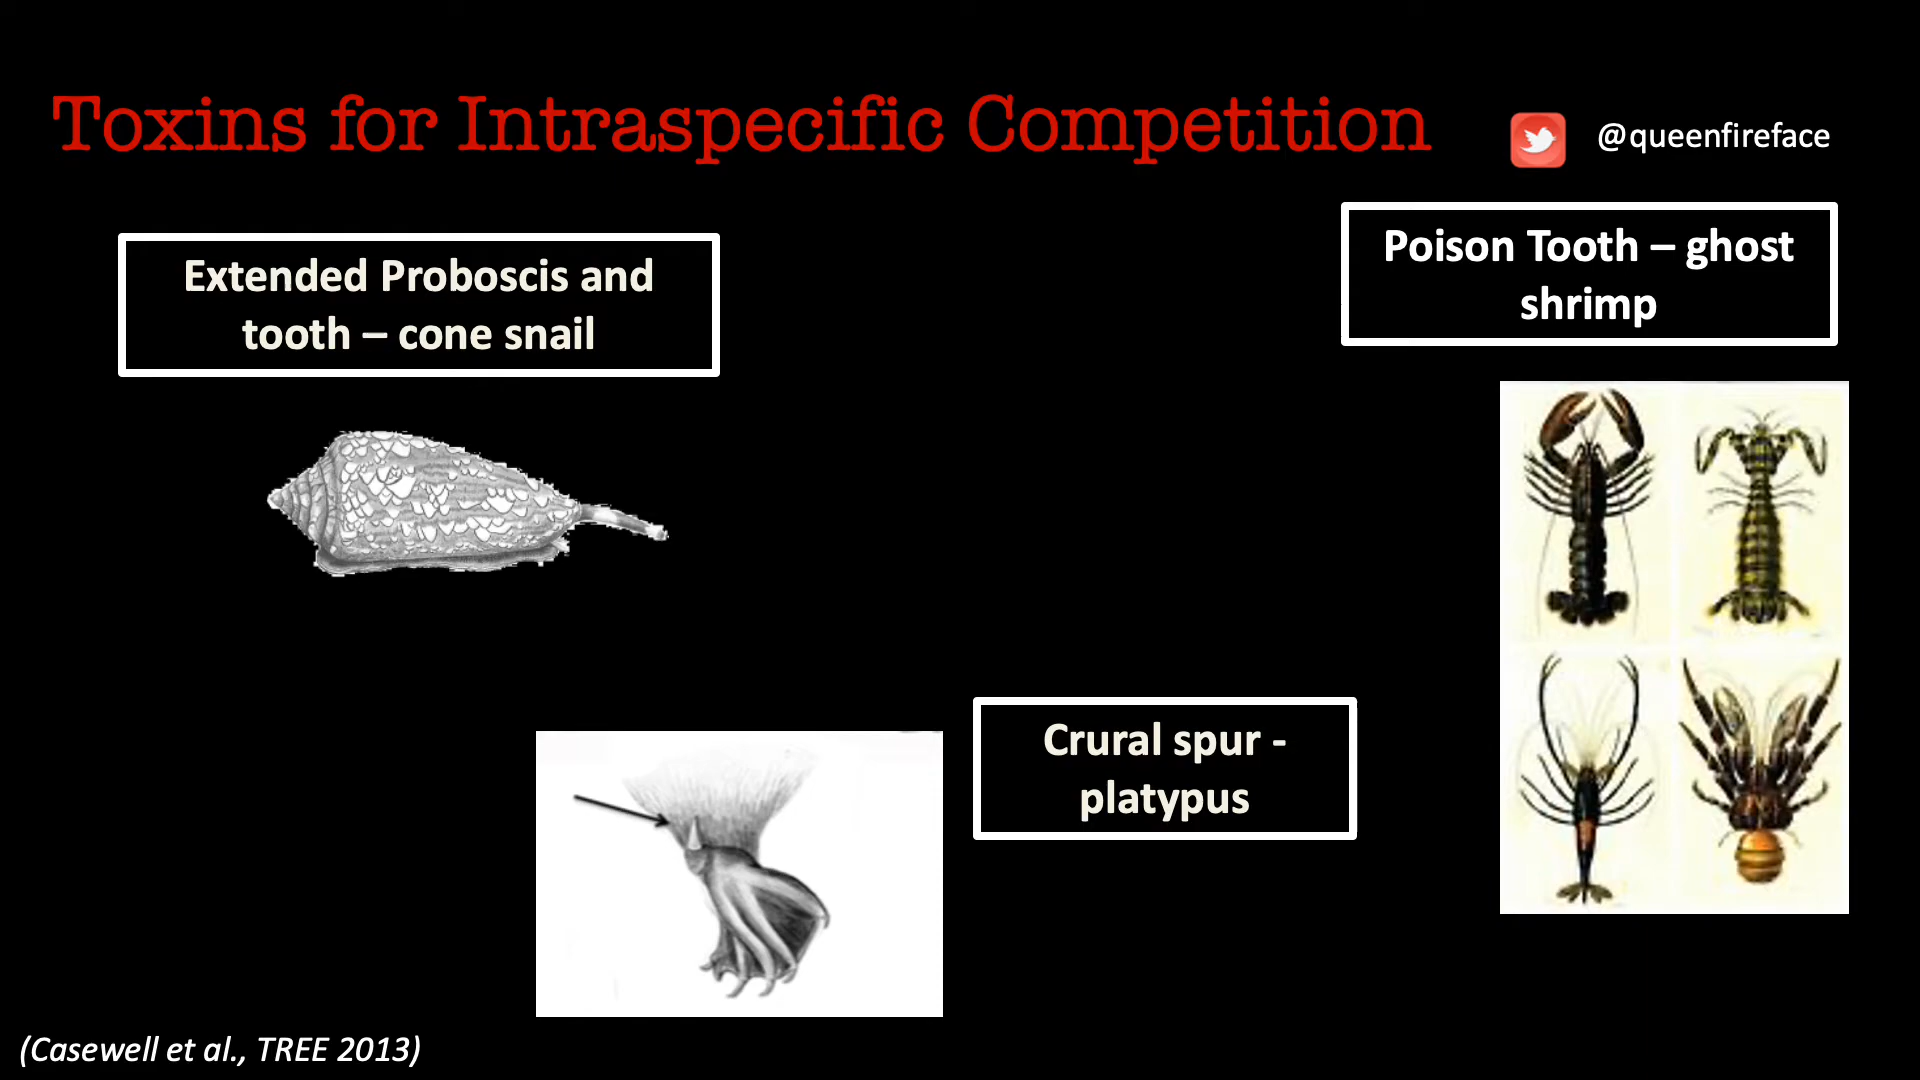 Toxins for Intraspecific Competition
@queenfireface
Extended Proboscis and
tooth – cone snail
Poison Tooth – ghost
shrimp
Crural spur -
platypus
(Casewell et al., TREE 2013)